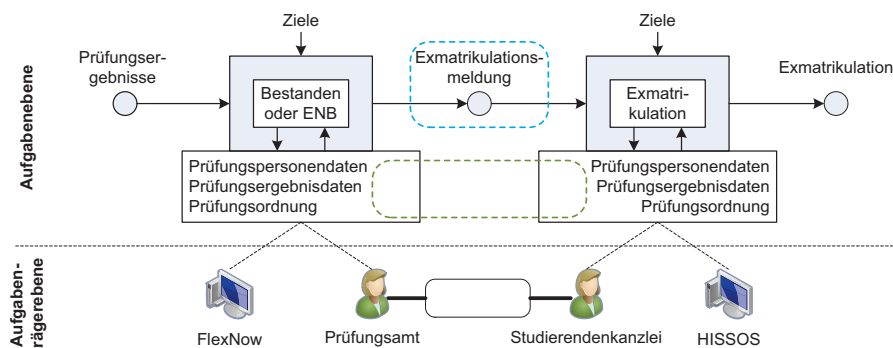 Ziele
Ziele
Prüfungser-
gebnisse
Exmatrikulations-
meldung
Exmatrikulation
Bestanden
oder ENB
Exmatri-
kulation
Aufgabenebene
Prüfungspersonendaten
Prüfungsergebnisdaten
Prüfungsordnung
Prüfungspersonendaten
Prüfungsergebnisdaten
Prüfungsordnung
Aufgaben-
trägerebene
FlexNow
Prüfungsamt
Studierendenkanzlei
HISSOS